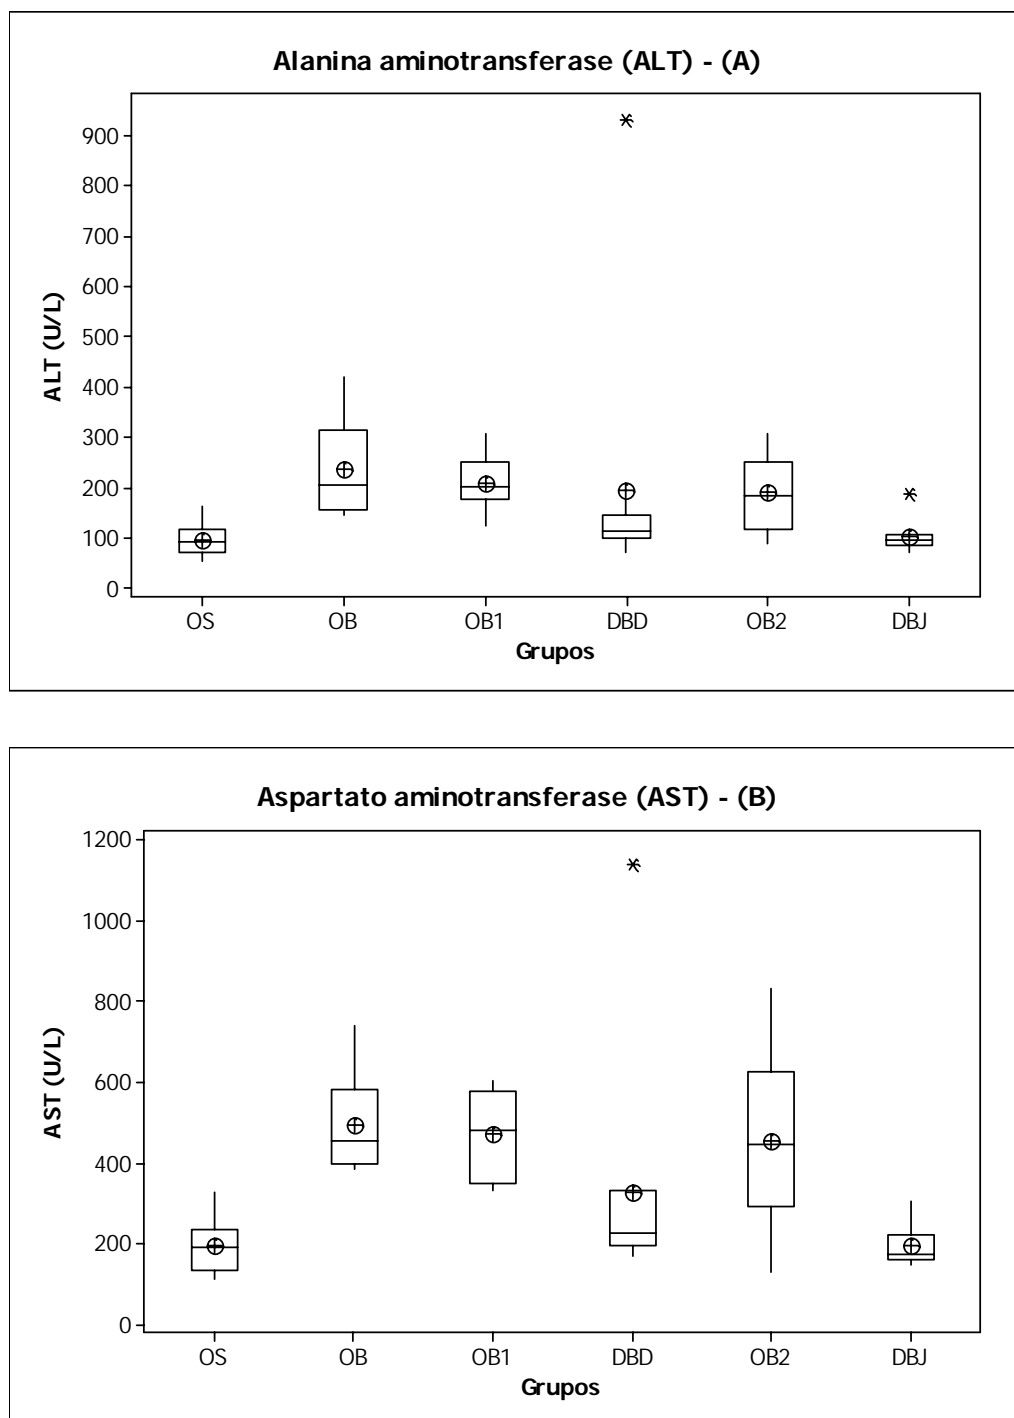 Alanina aminotransferase (ALT) - (A)
900
800
700
600
500
400
300
200
100
0
ALT (U/L)
OS OB OB1 DBD OB2 DBJ
Grupos
Aspartato aminotransferase (AST) - (B)
1200
1000
800
600
400
200
0
AST (U/L)
OS OB OB1 DBD OB2 DBJ
Grupos